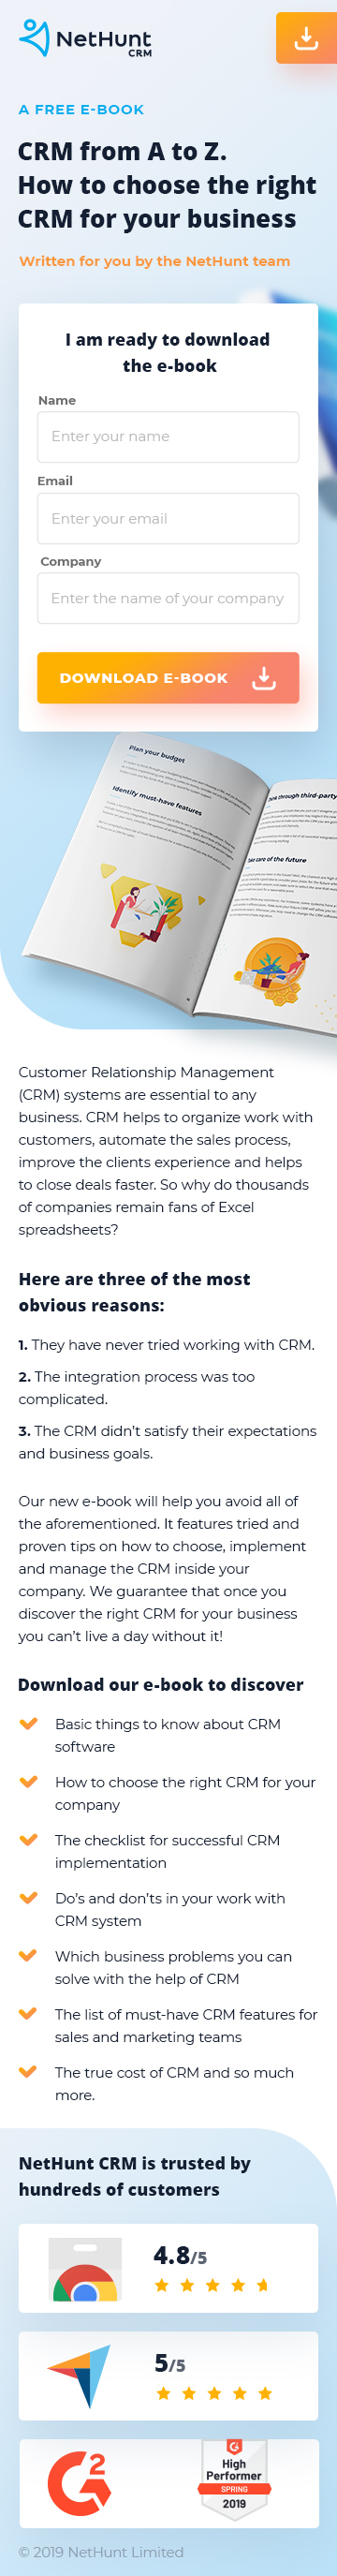 NetHunt
CRM
A FREE E-BOOK
CRM from A to Z.
How to choose the right
CRM for your business
Written for you by the NetHunt team
I am ready to download
the e-book
Name
Enter your name
Email
Enter your email
Company
Enter the name of your company
DOWNLOAD E-BOOK
Plan your budget
Identify must-have features
through third-party
Take care of the future
Customer Relationship Management
(CRM) systems are essential to any
business. CRM helps to organize work with
customers, automate the sales process,
improve the clients experience and helps
to close deals faster. So why do thousands
of companies remain fans of Excel
spreadsheets?
Here are three of the most
obvious reasons:
1. They have never tried working with CRM.
2. The integration process was too
complicated.
3. The CRM didn’t satisfy their expectations
and business goals.
Our new e-book will help you avoid all of
the aforementioned. It features tried and
proven tips on how to choose, implement
and manage the CRM inside your
company. We guarantee that once you
discover the right CRM for your business
you can’t live a day without it!
Download our e-book to discover
Basic things to know about CRM
software
How to choose the right CRM for your
company
The checklist for successful CRM
implementation
Do’s and don’ts in your work with
CRM system
Which business problems you can
solve with the help of CRM
The list of must-have CRM features for
sales and marketing teams
The true cost of CRM and so much
more.
NetHunt CRM is trusted by
hundreds of customers
4.8/5
5/5
G2
High
Performer
SPRING
2019
© 2019 NetHunt Limited